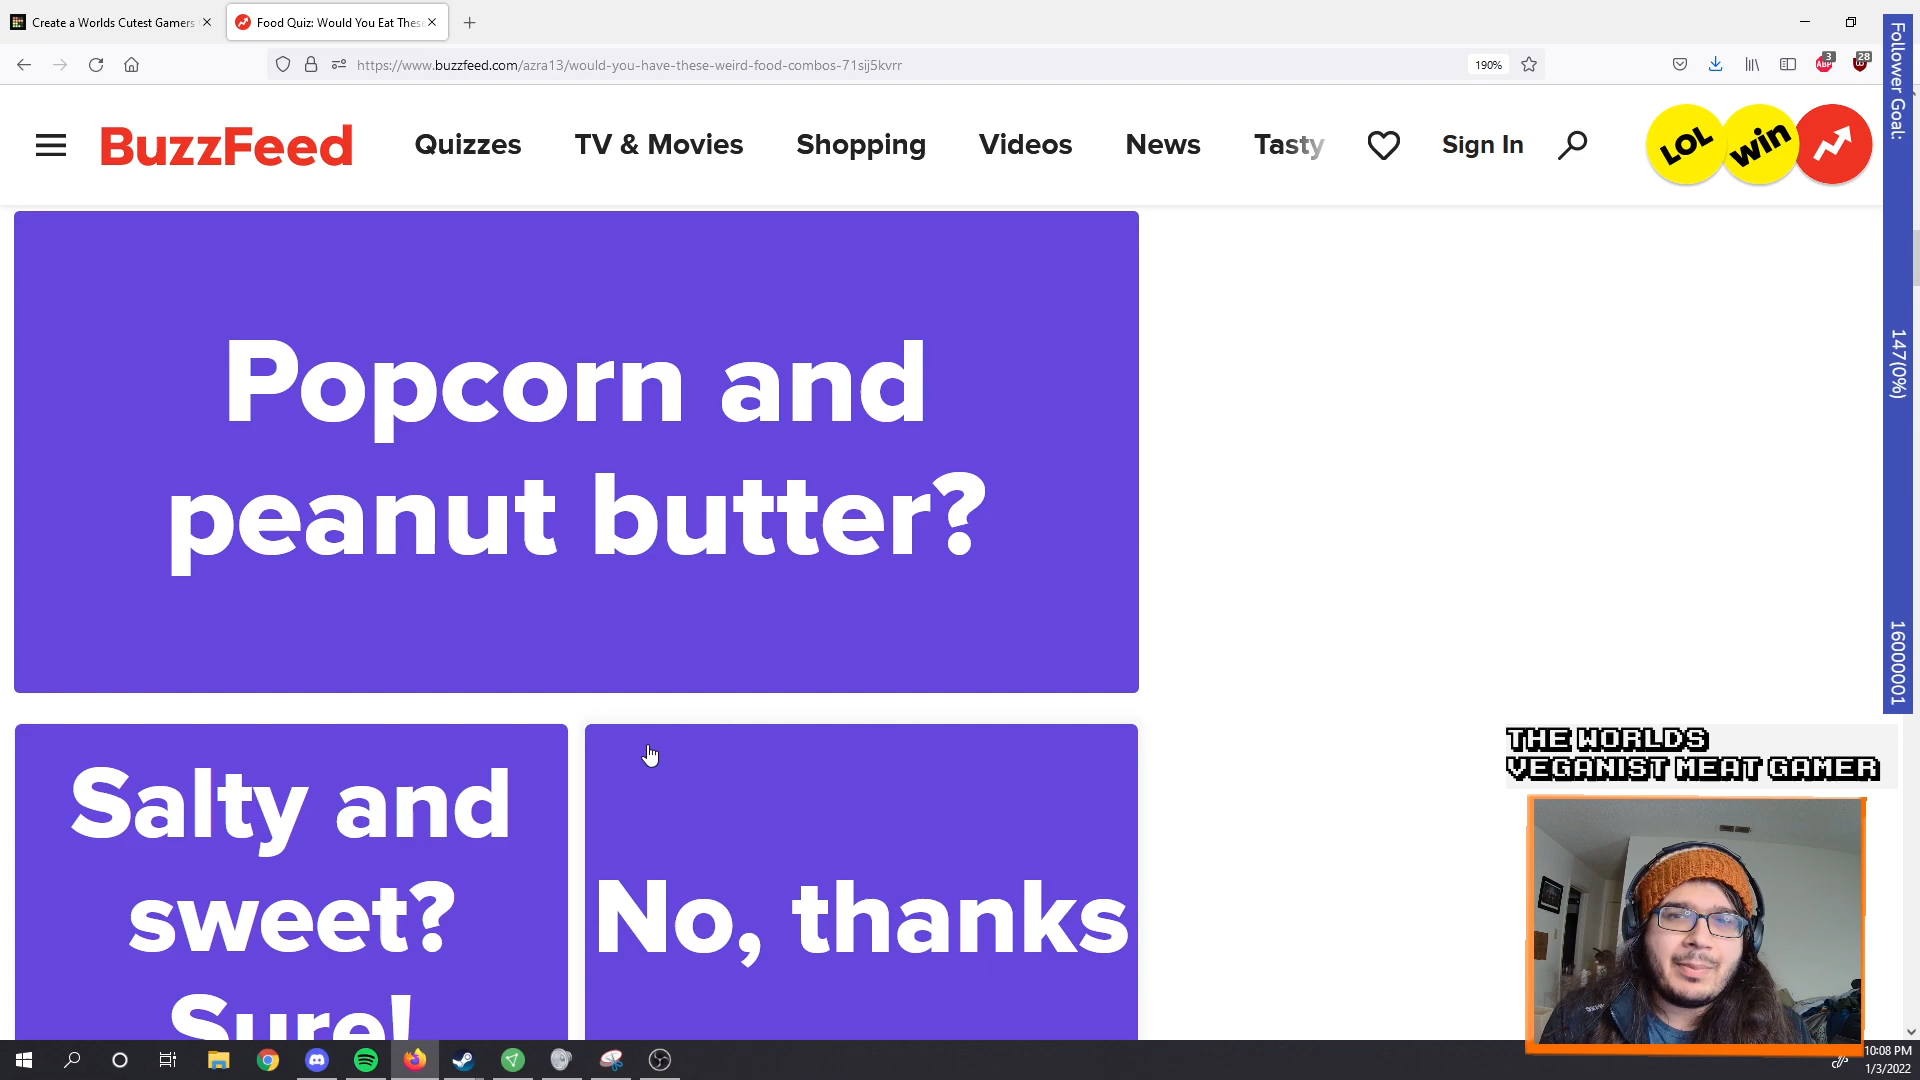 Create a Worlds Cutest Gamers
Food Quiz: Would You Eat Thes
https://www.buzzfeed.com/azra13/would-you-have-these-weird-food-combos-71sij5kvrr
190%
ABP
3
28
BuzzFeed
Quizzes
TV & Movies
Shopping
Videos
News
Tasty
Sign In
LOL
win
Follower Goal:
147(0%)
16000001
Popcorn and
peanut butter?
Salty and
sweet?
Sure!
No, thanks
THE WORLDS
VEGANIST MEAT GAMER
10:08 PM
1/3/2022